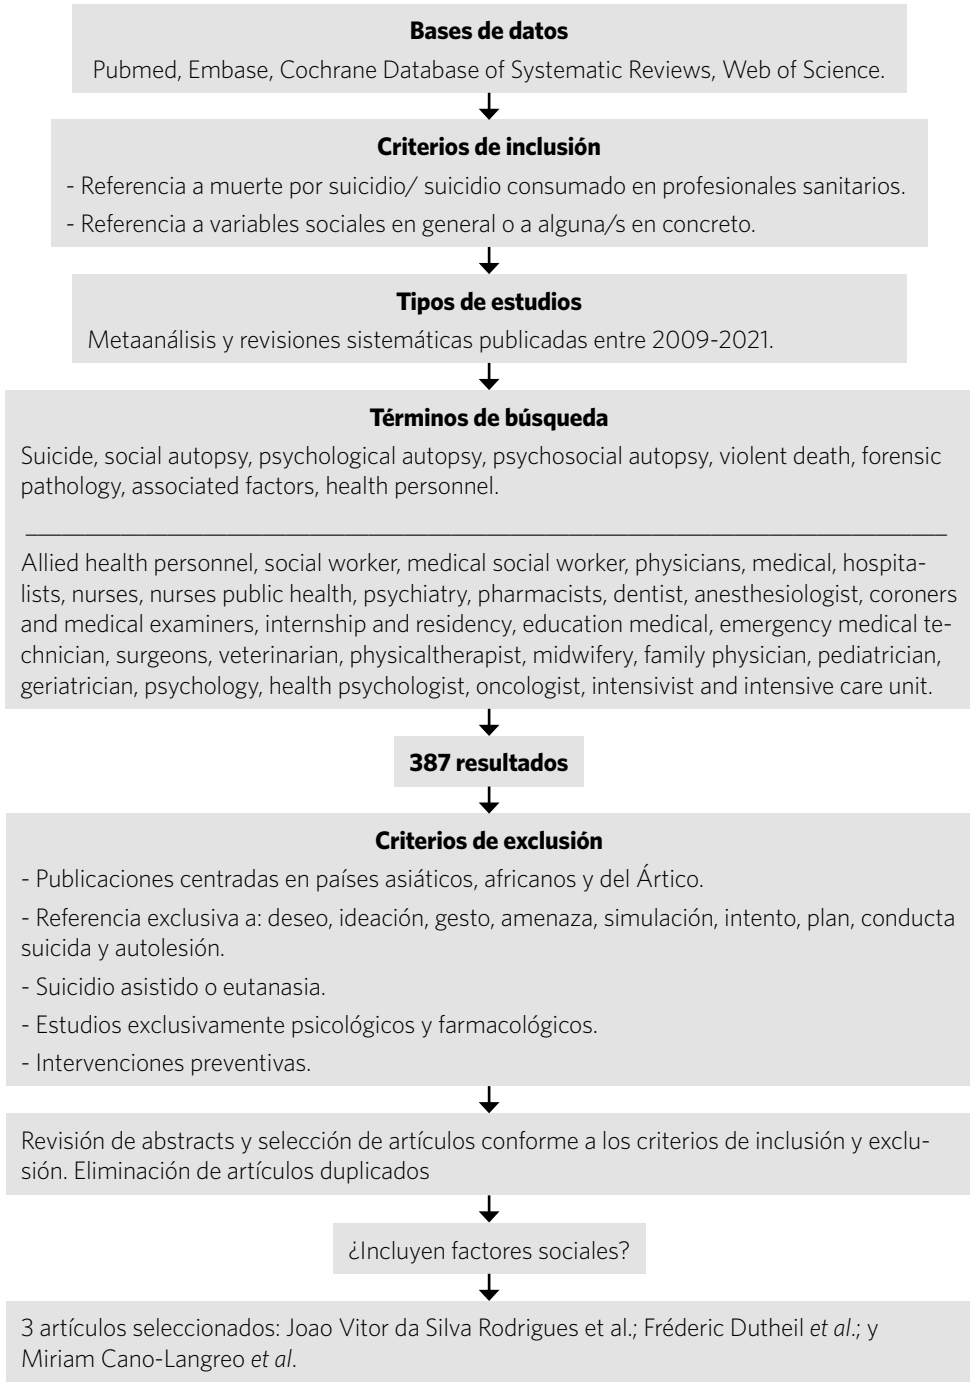 Bases de datos
Pubmed, Embase, Cochrane Database of Systematic Reviews, Web of Science.
Criterios de inclusión
- Referencia a muerte por suicidio/ suicidio consumado en profesionales sanitarios.
- Referencia a variables sociales en general o a alguna/s en concreto.
Tipos de estudios
Metaanálisis y revisiones sistemáticas publicadas entre 2009-2021.
Términos de búsqueda
Suicide, social autopsy, psychological autopsy, psychosocial autopsy, violent death, forensic
pathology, associated factors, health personnel.
Allied health personnel, social worker, medical social worker, physicians, medical, hospita-
lists, nurses, nurses public health, psychiatry, pharmacists, dentist, anesthesiologist, coroners
and medical examiners, internship and residency, education medical, emergency medical te-
chnician, surgeons, veterinarian, physicaltherapist, midwifery, family physician, pediatrician,
geriatrician, psychology, health psychologist, oncologist, intensivist and intensive care unit.
387 resultados
Criterios de exclusión
- Publicaciones centradas en países asiáticos, africanos y del Ártico.
- Referencia exclusiva a: deseo, ideación, gesto, amenaza, simulación, intento, plan, conducta
suicida y autolesión.
- Suicidio asistido o eutanasia.
- Estudios exclusivamente psicológicos y farmacológicos.
- Intervenciones preventivas.
Revisión de abstracts y selección de artículos conforme a los criterios de inclusión y exclu-
sión. Eliminación de artículos duplicados
¿Incluyen factores sociales?
3 artículos seleccionados: Joao Vitor da Silva Rodrigues et al.; Fréderic Dutheil et al.; y
Miriam Cano-Langreo et al.